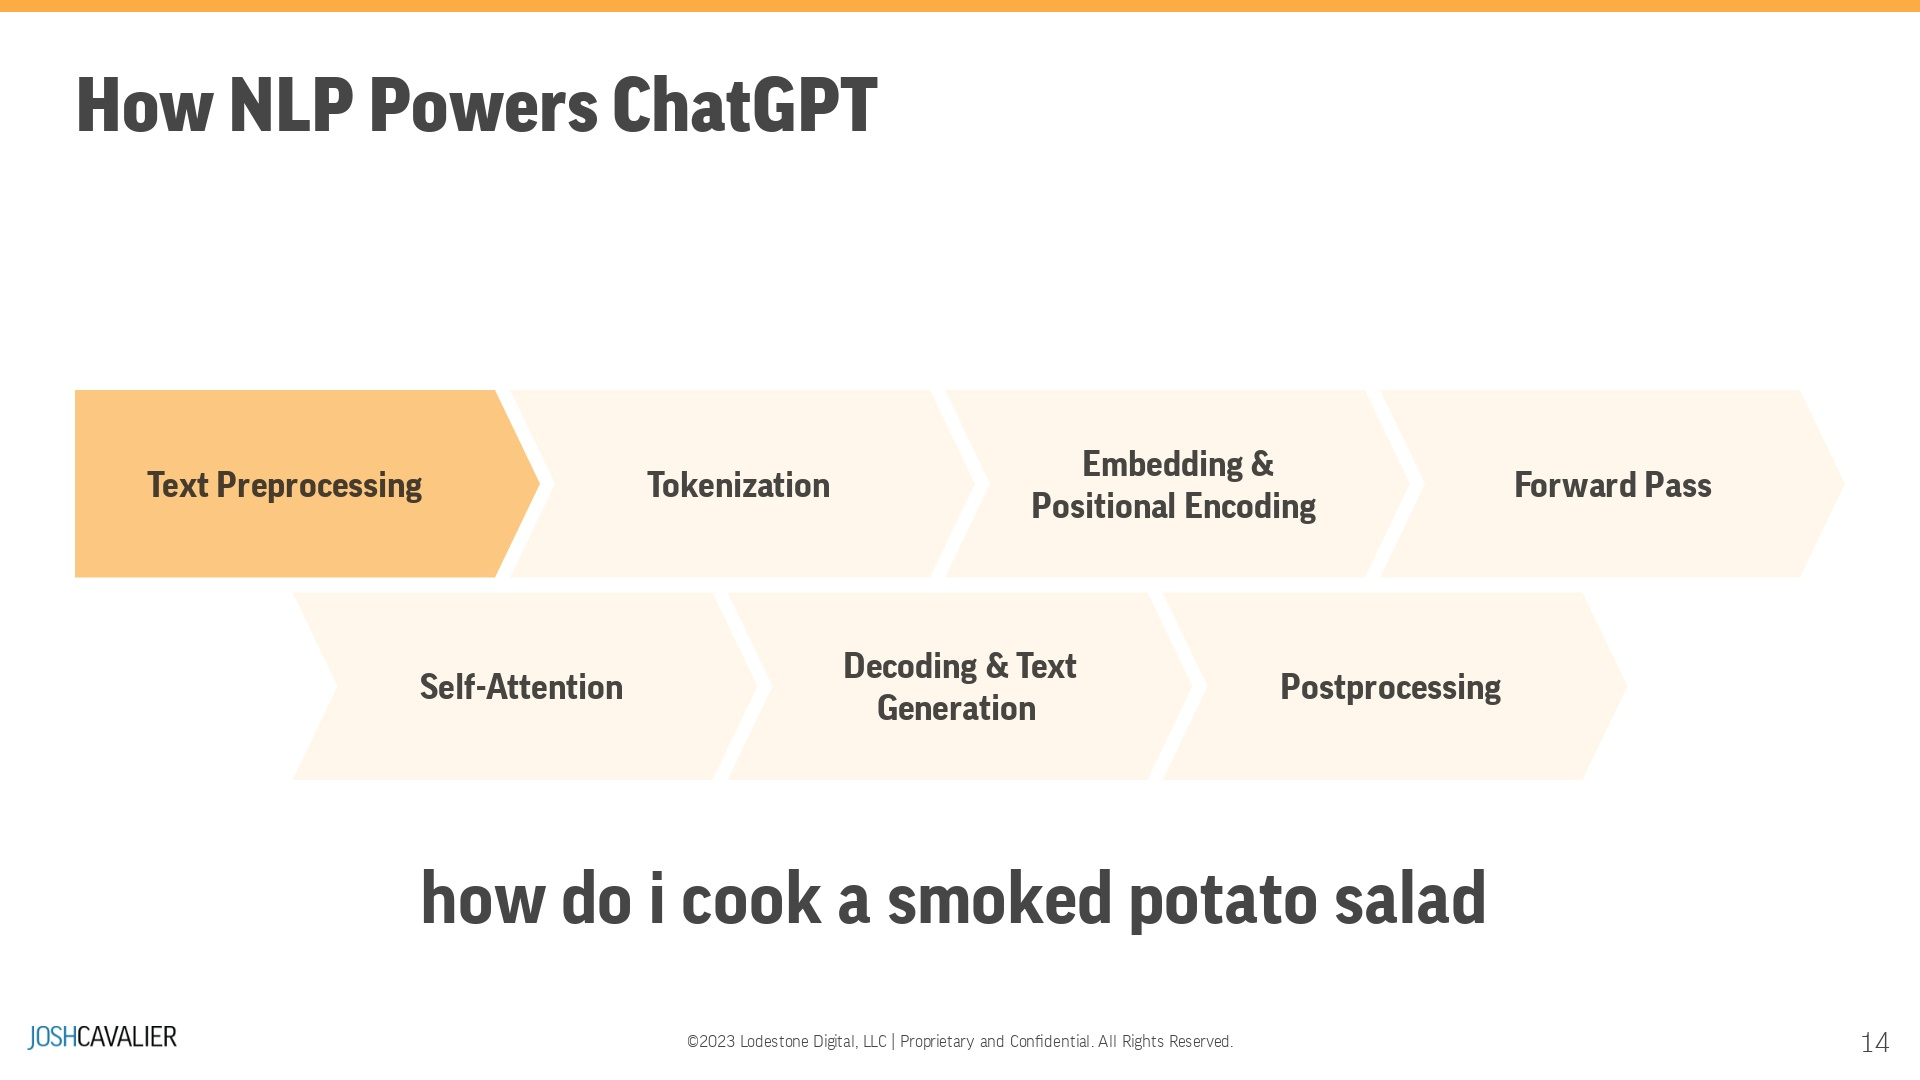 How NLP Powers ChatGPT
Text Preprocessing
Tokenization
Embedding &
Positional Encoding
Forward Pass
Self-Attention
Decoding & Text
Generation
Postprocessing
how do i cook a smoked potato salad
JOSHCAVALIER
©2023 Lodestone Digital, LLC | Proprietary and Confidential. All Rights Reserved.
14